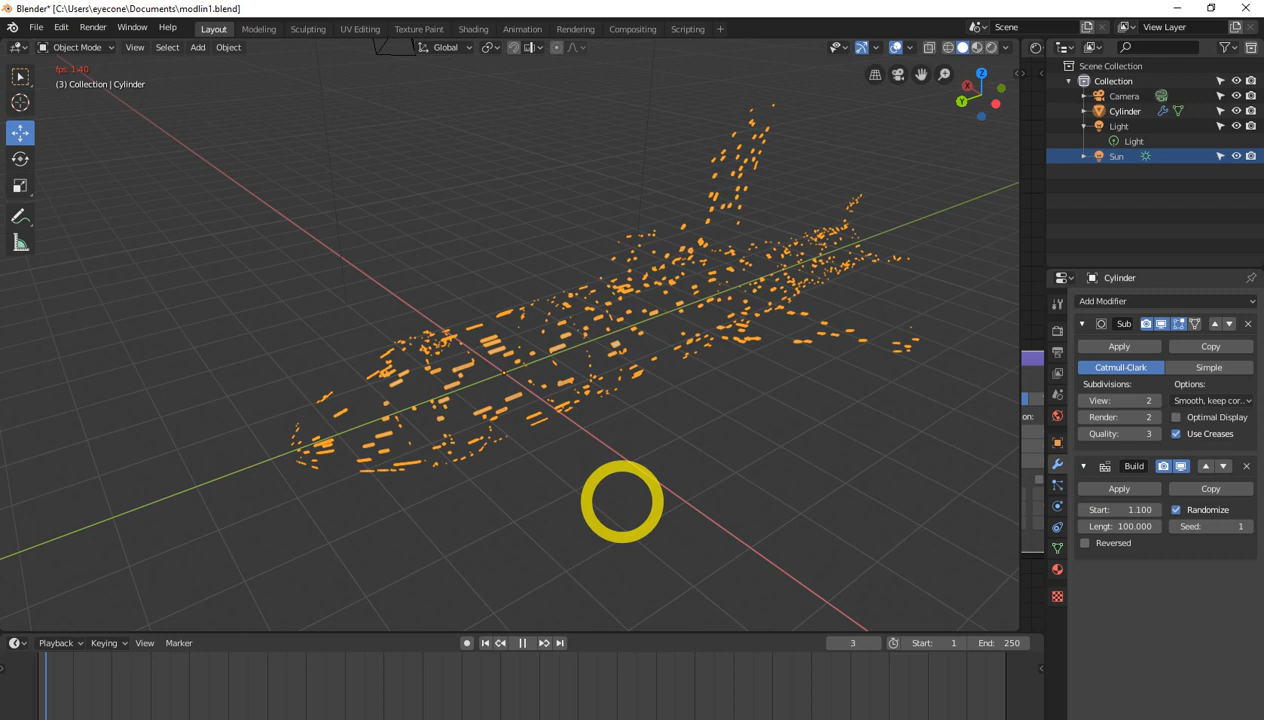 Blender* [C:\Users\eyecone\Documents\modlin1.blend]
File Edit Render Window Help Layout Modeling Sculpting UV Editing Texture Paint Shading Animation Rendering Compositing Scripting Scene View Layer
Object Mode View Select Add Object Global
fps: 1.40
(3) Collection | Cylinder
X
Y
Z
Scene Collection
Collection
Camera
Cylinder
Light
Light
Sun
Cylinder
Add Modifier
Sub
Apply Copy
Catmull-Clark Simple
Subdivisions: Options:
View: 2 Smooth, keep cor..
Render: 2 Optimal Display
Quality: 3 Use Creases
on:
Build
Apply Copy
Start: 1.100 Randomize
Lengt: 100.000 Seed: 1
Reversed
Playback Keying View Marker 3 Start: 1 End: 250